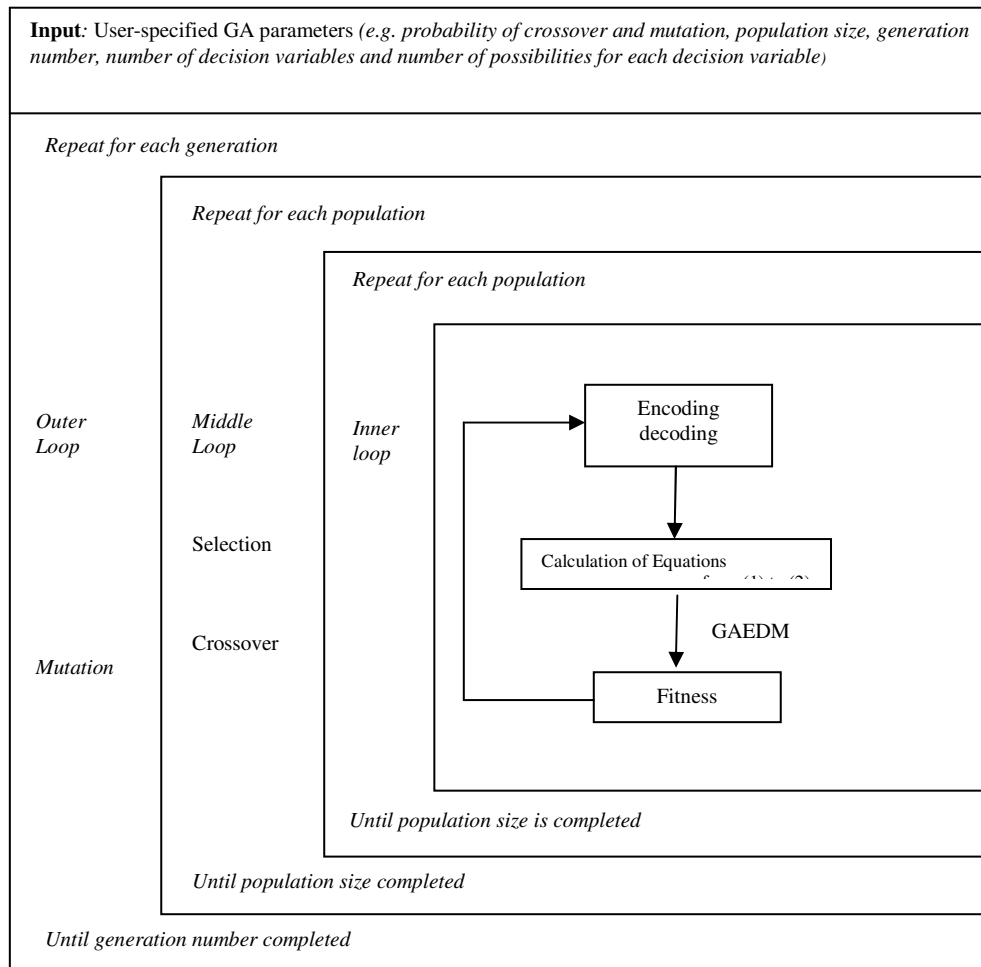 Input: User-specified GA parameters (e.g. probability of crossover and mutation, population size, generation
number, number of decision variables and number of possibilities for each decision variable)
Repeat for each generation
Repeat for each population
Repeat for each population
Outer
Loop
Middle
Loop
Inner
loop
Encoding
decoding
Selection
Calculation of Equations
Crossover
GAEDM
Mutation
Fitness
Until population size is completed
Until population size completed
Until generation number completed